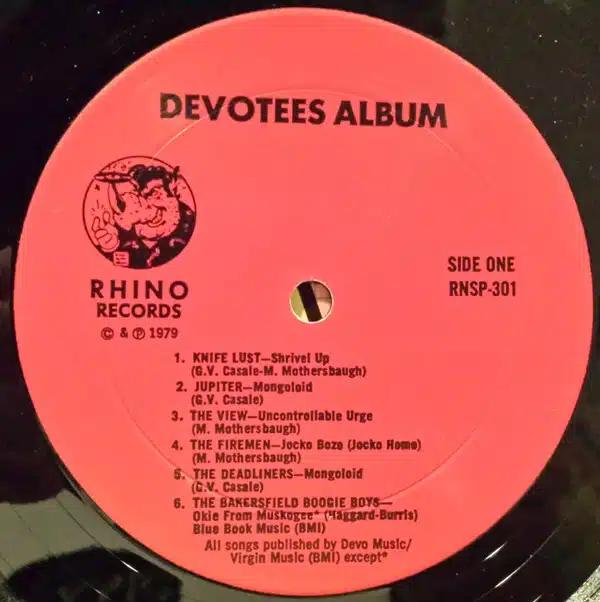 DEVOTEES ALBUM
RHINO
RECORDS
© & ℗ 1979
SIDE ONE
RNSP-301
1. KNIFE LUST—Shrivel Up
(G.V. Casale-M. Mothersbaugh)
2. JUPITER—Mongoloid
(G.V. Casale)
3. THE VIEW—Uncontrollable Urge
(M. Mothersbaugh)
4. THE FIREMEN—Jocko Bozo (Jocko Homo)
(M. Mothersbaugh)
5. THE DEADLINERS—Mongoloid
(G.V. Casale)
6. THE BAKERSFIELD BOOGIE BOYS—
Okie From Muskogee* (Haggard-Burris)
Blue Book Music (BMI)
All songs published by Devo Music/
Virgin Music (BMI) except*